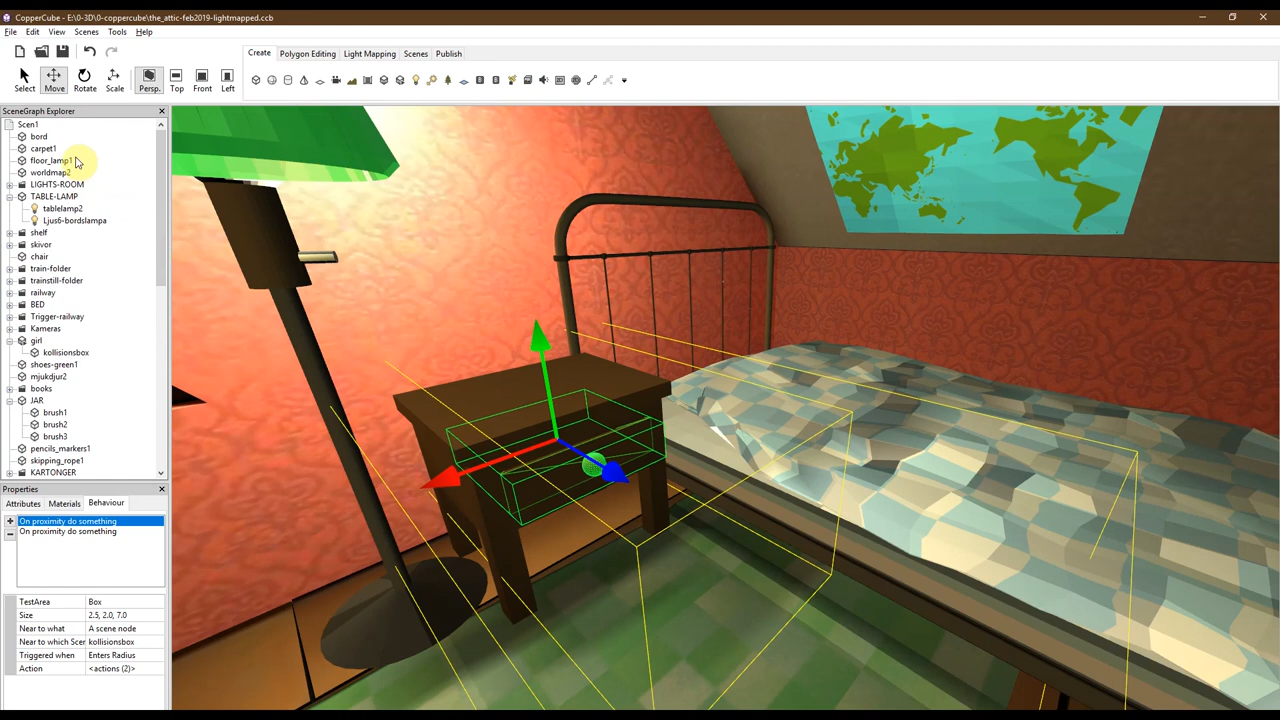 CopperCube - E:\0-3D\0-coppercube\the_attic-feb2019-lightmapped.ccb
File Edit View Scenes Tools Help
Create Polygon Editing Light Mapping Scenes Publish
Select Move Rotate Scale Persp. Top Front Left
SceneGraph Explorer
Scen1
bord
carpet1
floor_lamp1
worldmap2
LIGHTS-ROOM
TABLE-LAMP
tablelamp2
Ljus6-bordslampa
shelf
skivor
chair
train-folder
trainstill-folder
railway
BED
Trigger-railway
Kameras
girl
kollisionsbox
shoes-green1
mjukdjur2
books
JAR
brush1
brush2
brush3
pencils_markers1
skipping_rope1
KARTONGER
Properties
Attributes Materials Behaviour
On proximity do something
On proximity do something
TestArea Box
Size 2.5, 2.0, 7.0
Near to what A scene node
Near to which Scer kollisionsbox
Triggered when Enters Radius
Action <actions (2)>